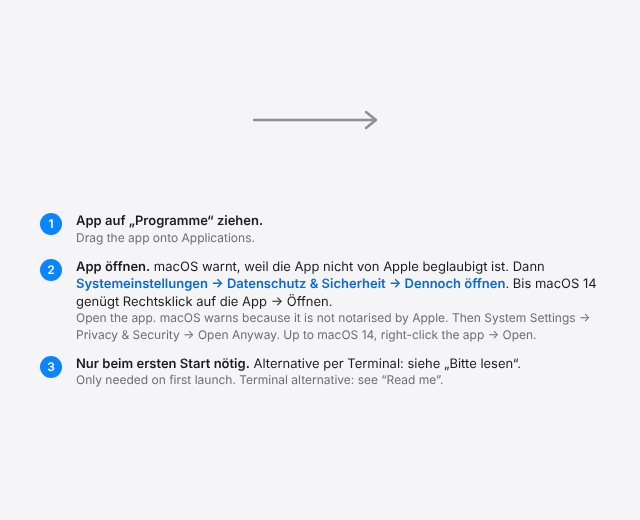 1
App auf „Programme“ ziehen.
Drag the app onto Applications.
2
App öffnen. macOS warnt, weil die App nicht von Apple beglaubigt ist. Dann
Systemeinstellungen → Datenschutz & Sicherheit → Dennoch öffnen. Bis macOS 14
genügt Rechtsklick auf die App → Öffnen.
Open the app. macOS warns because it is not notarised by Apple. Then System Settings →
Privacy & Security → Open Anyway. Up to macOS 14, right-click the app → Open.
3
Nur beim ersten Start nötig. Alternative per Terminal: siehe „Bitte lesen“.
Only needed on first launch. Terminal alternative: see “Read me”.